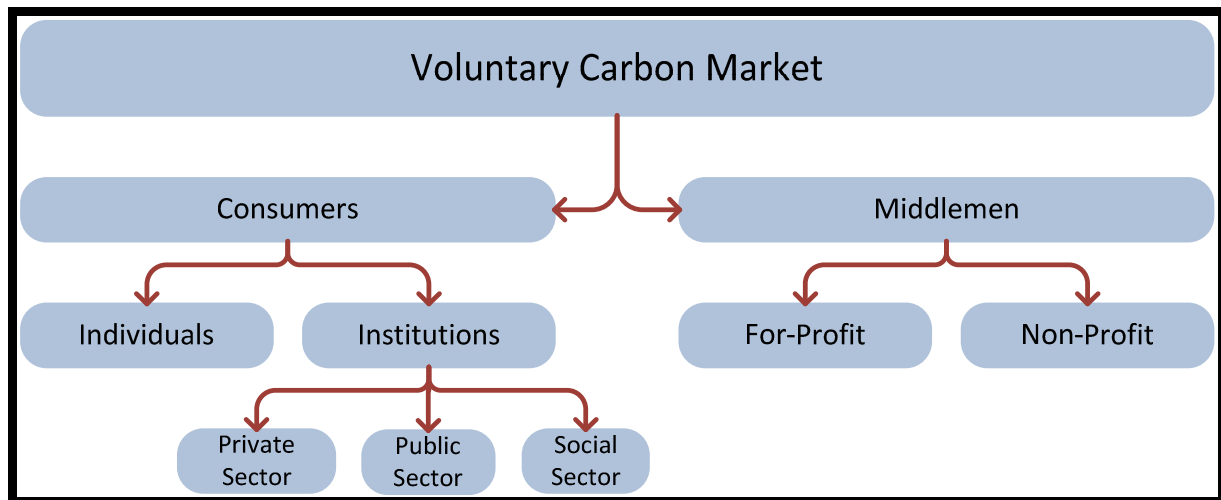 Voluntary Carbon Market
Consumers
Middlemen
Individuals
Institutions
For-Profit
Non-Profit
Private
Sector
Public
Sector
Social
Sector